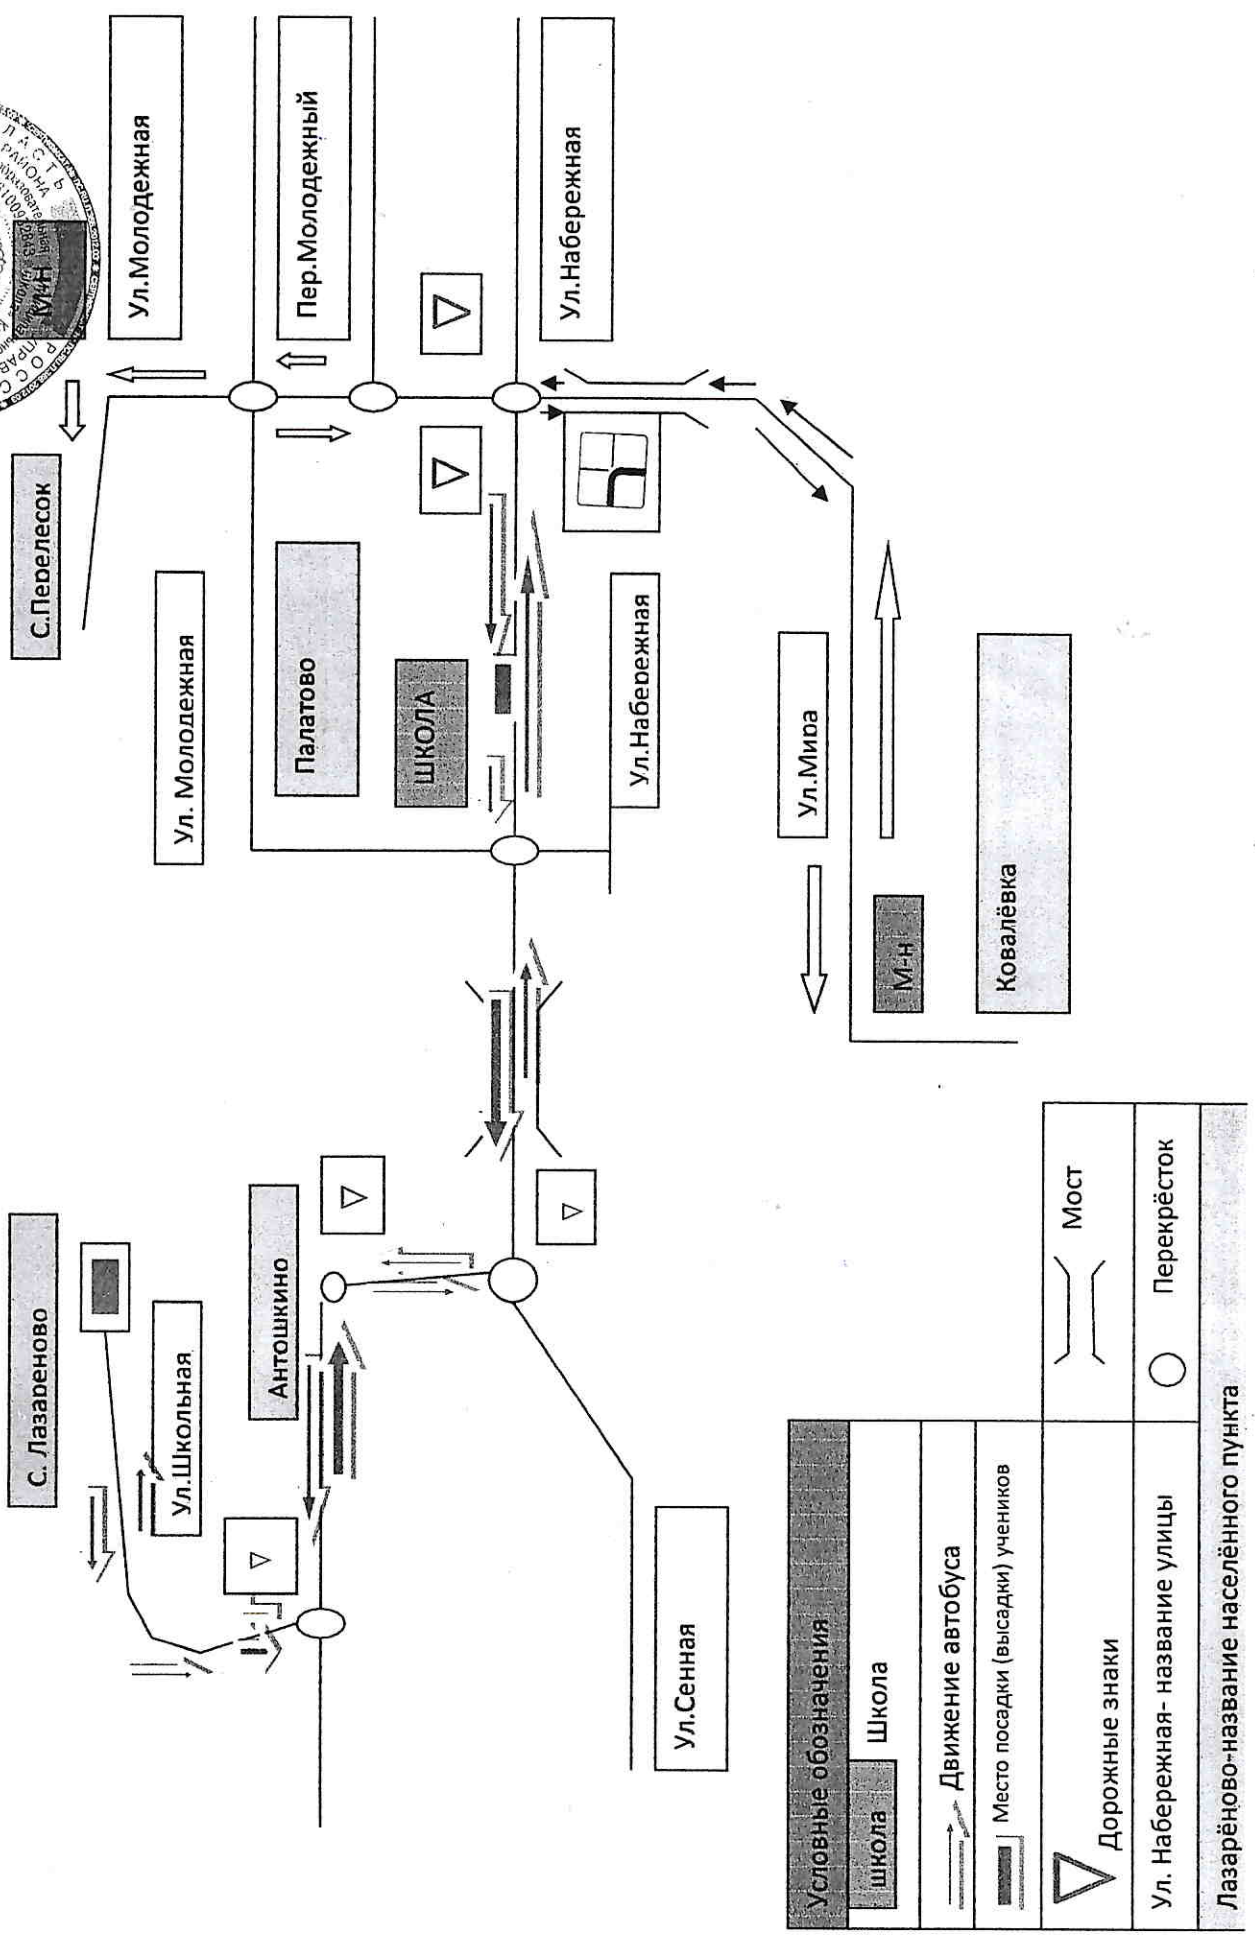 С. Лазареново
С.Перелесок
М-Н
Ул.Школьная
Ул. Молодежная
Ул.Молодежная
Антошкино
Палатово
Пер.Молодежный
ШКОЛА
Ул.Набережная
Ул.Набережная
Ул.Сенная
Ул.Мира
М-н
Ковалёвка
Условные обозначения
школа Школа
Движение автобуса
Место посадки (высадки) учеников
Дорожные знаки Мост
Ул. Набережная- название улицы Перекрёсток
Лазарёново-название населённого пункта